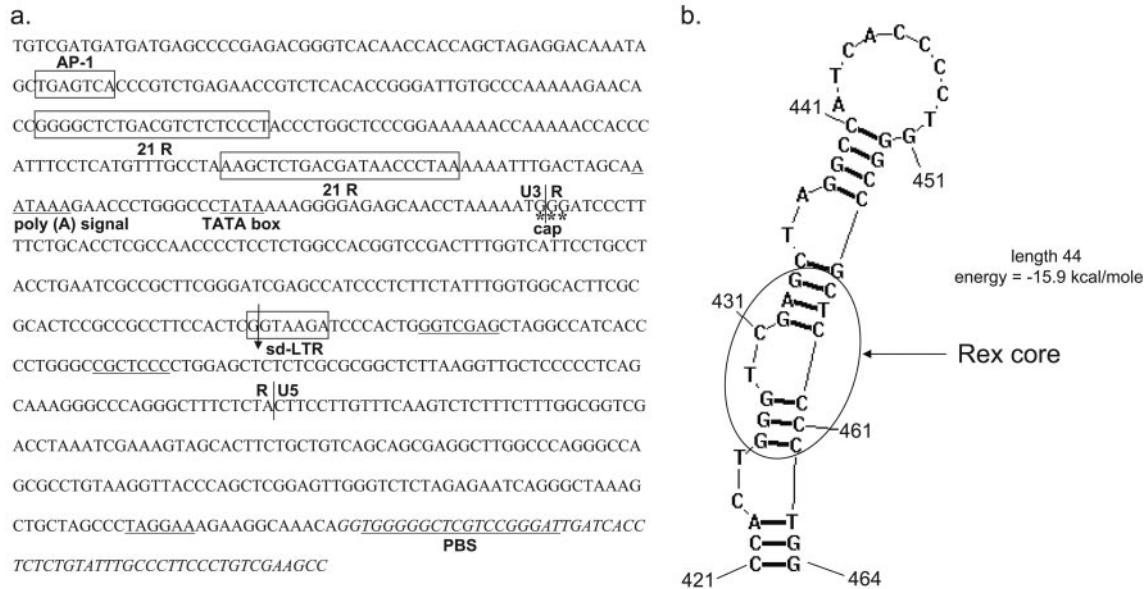 a.
TGTCGATGATGATGAGCCCCGAGACGGGTCACAACCACCAGCTAGAGGACAAATA
AP-1
GCTGAGTCACCCGTCTGAGAACCGTCTCACACCGGGATTGTGCCCAAAAAGAACA
CCGGGGCTCTGACGTCTCTCCCTACCCTGGCTCCCGGAAAAAACCAAAAACCACCC
21 R
ATTTCCTCATGTTTGCCTAAAGCTCTGACGATAACCCTAAAAAATTTGACTAGCAAA
21 R
U3 R
ATAAAGAACCCTGGGCCCTATAAAAGGGGAGAGCAACCTAAAAATGGGATCCCTT
***
poly (A) signal TATA box cap
TTCTGCACCTCGCCAACCCCTCCTCTGGCCACGGTCCGACTTTGGTCATTCCTGCCT
ACCTGAATCGCCGCTTCGGGATCGAGCCATCCCTCTTCTATTTGGTGGCACTTCGC
GCACTCCGCCGCCTTCCACTCGGTAAGATCCCACTGGGTCGAGCTAGGCCATCACC
sd-LTR
CCTGGGCCGCTCCCCTGGAGCTCTCTCGCGCGGCTCTTAAGGTTGCTCCCCCTCAG
R U5
CAAAGGGCCCAGGGCTTTCTCTACTTCCTTGTTTCAAGTCTCTTTCTTTGGCGGTCG
ACCTAAATCGAAAGTAGCACTTCTGCTGTCAGCAGCGAGGCTTGGCCCAGGGCCA
GCGCCTGTAAGGTTACCCAGCTCGGAGTTGGGTCTCTAGAGAATCAGGGCTAAAG
CTGCTAGCCCTAGGAAAGAAGGCAAACAGGTGGGGGCTCGTCCGGGATTGATCACC
PBS
TCTCTGTATTTGCCCTTCCCTGTCGAAGCC
b.
441
451
431
461
421
464
C C A C T G G G T C G A G C T A G G C C A T C A C C C C T G G G C C G C T C C C C T G G
length 44
energy = -15.9 kcal/mole
Rex core